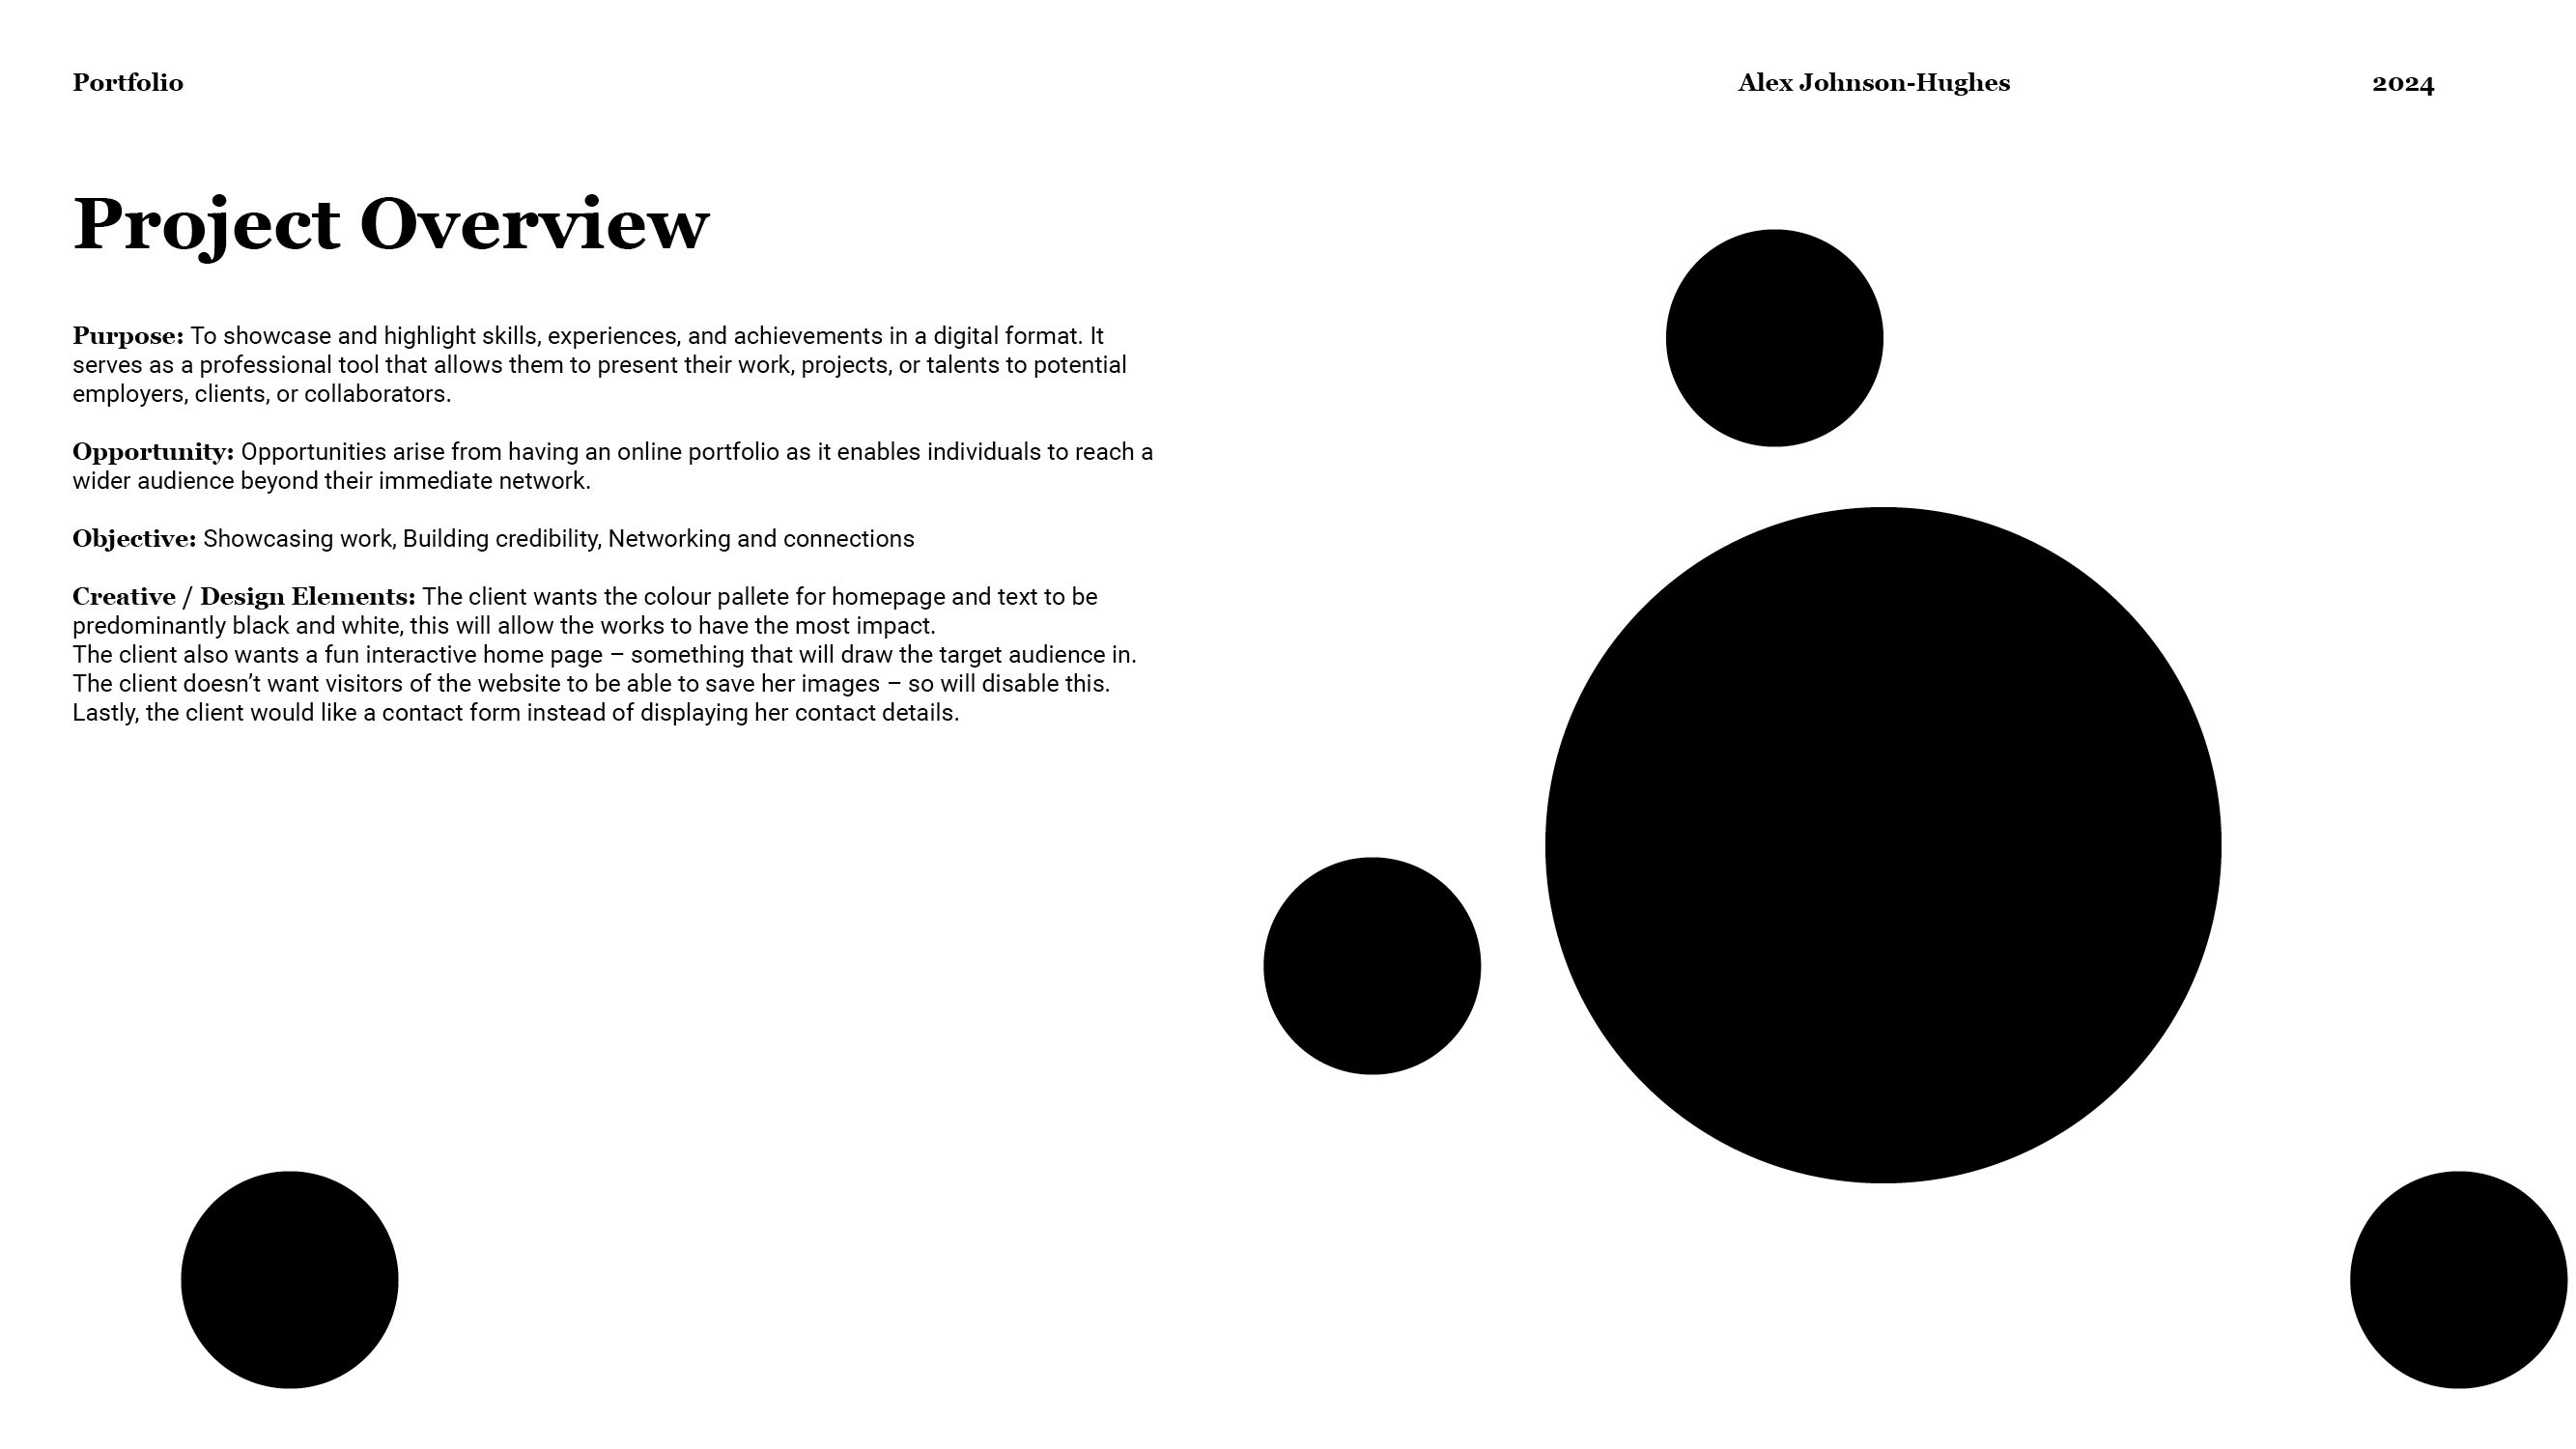 Portfolio
Alex Johnson-Hughes
2024
Project Overview
Purpose: To showcase and highlight skills, experiences, and achievements in a digital format. It
serves as a professional tool that allows them to present their work, projects, or talents to potential
employers, clients, or collaborators.
Opportunity: Opportunities arise from having an online portfolio as it enables individuals to reach a
wider audience beyond their immediate network.
Objective: Showcasing work, Building credibility, Networking and connections
Creative / Design Elements: The client wants the colour pallete for homepage and text to be
predominantly black and white, this will allow the works to have the most impact.
The client also wants a fun interactive home page – something that will draw the target audience in.
The client doesn’t want visitors of the website to be able to save her images – so will disable this.
Lastly, the client would like a contact form instead of displaying her contact details.